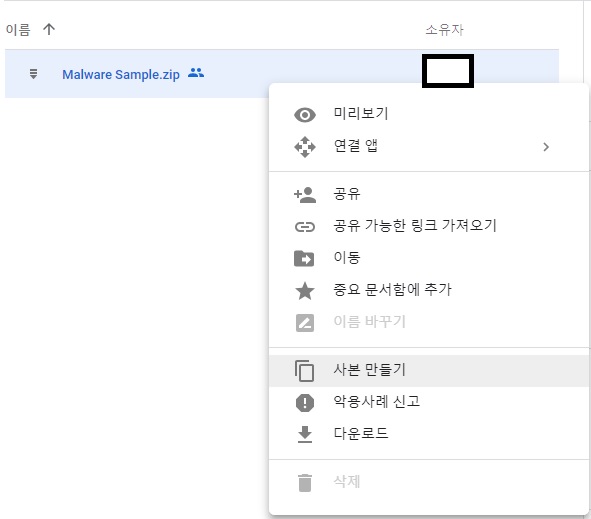 이름 소유자
Malware Sample.zip
미리보기
연결 앱
공유
공유 가능한 링크 가져오기
이동
중요 문서함에 추가
이름 바꾸기
사본 만들기
악용사례 신고
다운로드
삭제